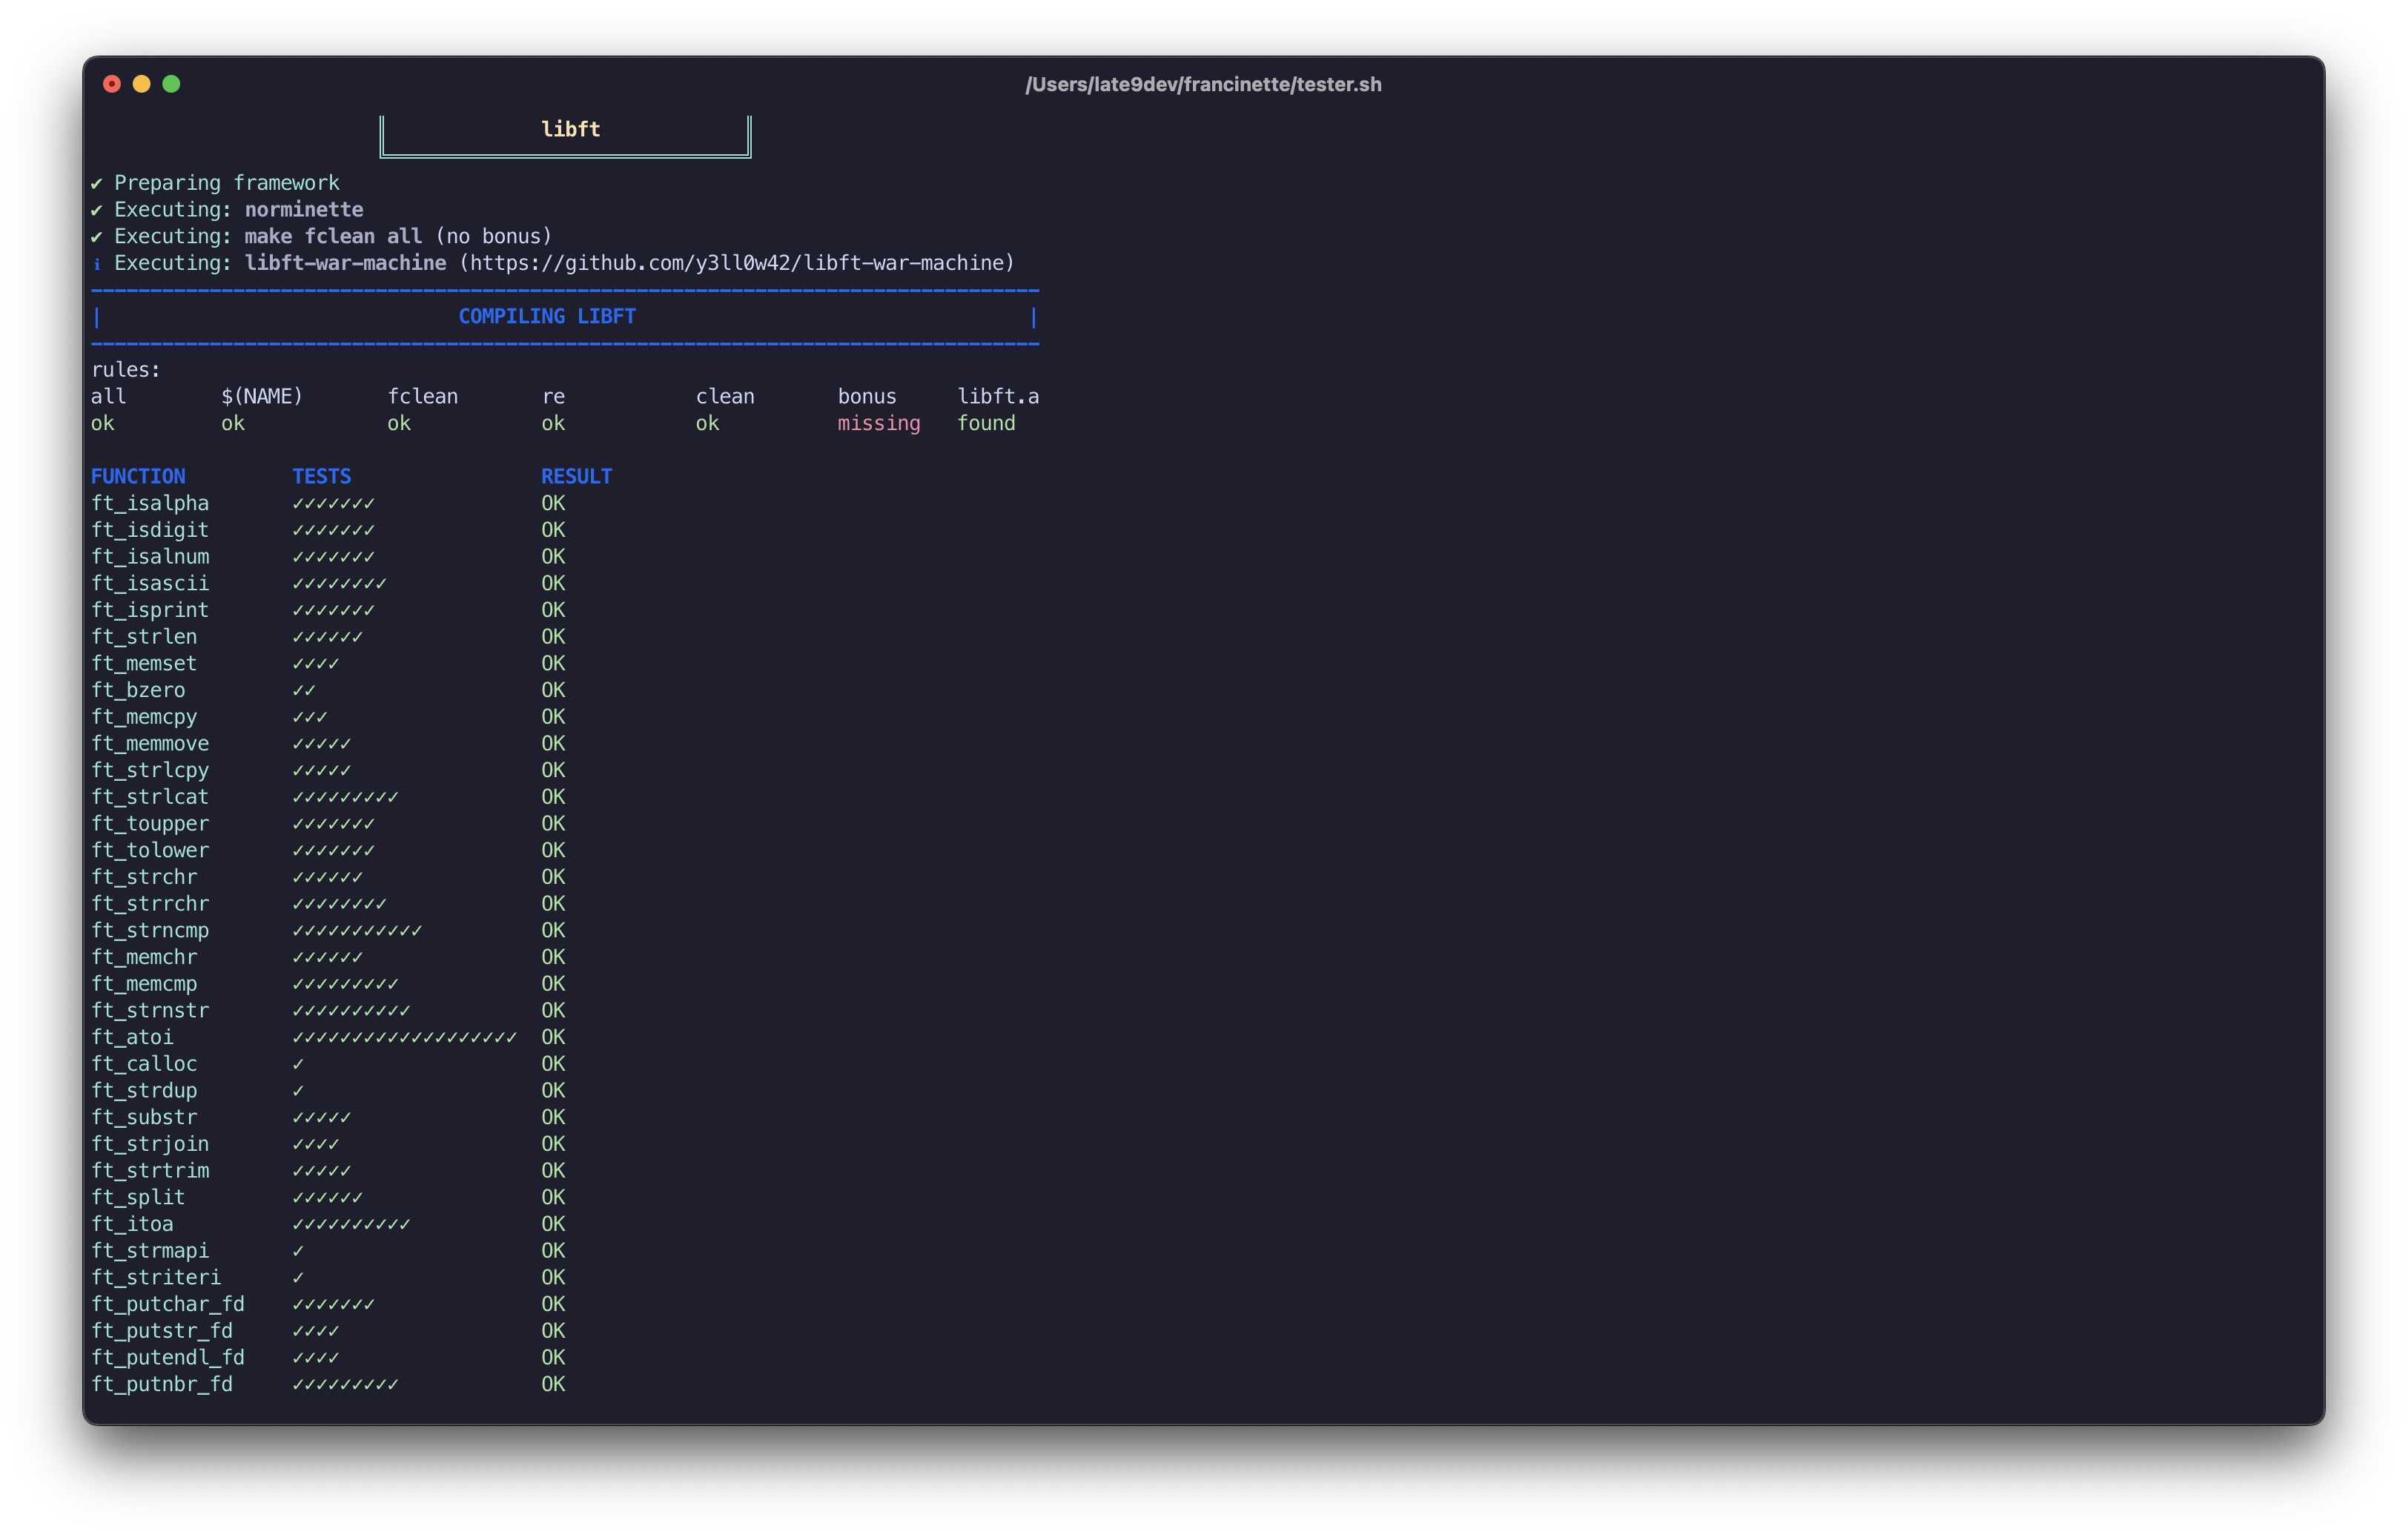 /Users/late9dev/francinette/tester.sh
libft
✔ Preparing framework
✔ Executing: norminette
✔ Executing: make fclean all (no bonus)
ℹ Executing: libft-war-machine (https://github.com/y3ll0w42/libft-war-machine)
--------------------------------------------------------------------------------
| COMPILING LIBFT |
--------------------------------------------------------------------------------
rules:
all $(NAME) fclean re clean bonus libft.a
ok ok ok ok ok missing found
FUNCTION TESTS RESULT
ft_isalpha ✓✓✓✓✓✓✓ OK
ft_isdigit ✓✓✓✓✓✓✓ OK
ft_isalnum ✓✓✓✓✓✓✓ OK
ft_isascii ✓✓✓✓✓✓✓✓ OK
ft_isprint ✓✓✓✓✓✓✓ OK
ft_strlen ✓✓✓✓✓✓ OK
ft_memset ✓✓✓✓ OK
ft_bzero ✓✓ OK
ft_memcpy ✓✓✓ OK
ft_memmove ✓✓✓✓✓ OK
ft_strlcpy ✓✓✓✓✓ OK
ft_strlcat ✓✓✓✓✓✓✓✓✓ OK
ft_toupper ✓✓✓✓✓✓✓ OK
ft_tolower ✓✓✓✓✓✓✓ OK
ft_strchr ✓✓✓✓✓✓ OK
ft_strrchr ✓✓✓✓✓✓✓✓ OK
ft_strncmp ✓✓✓✓✓✓✓✓✓✓✓ OK
ft_memchr ✓✓✓✓✓✓ OK
ft_memcmp ✓✓✓✓✓✓✓✓✓ OK
ft_strnstr ✓✓✓✓✓✓✓✓✓✓ OK
ft_atoi ✓✓✓✓✓✓✓✓✓✓✓✓✓✓✓✓✓✓✓ OK
ft_calloc ✓ OK
ft_strdup ✓ OK
ft_substr ✓✓✓✓✓ OK
ft_strjoin ✓✓✓✓ OK
ft_strtrim ✓✓✓✓✓ OK
ft_split ✓✓✓✓✓✓ OK
ft_itoa ✓✓✓✓✓✓✓✓✓✓ OK
ft_strmapi ✓ OK
ft_striteri ✓ OK
ft_putchar_fd ✓✓✓✓✓✓✓ OK
ft_putstr_fd ✓✓✓✓ OK
ft_putendl_fd ✓✓✓✓ OK
ft_putnbr_fd ✓✓✓✓✓✓✓✓✓ OK